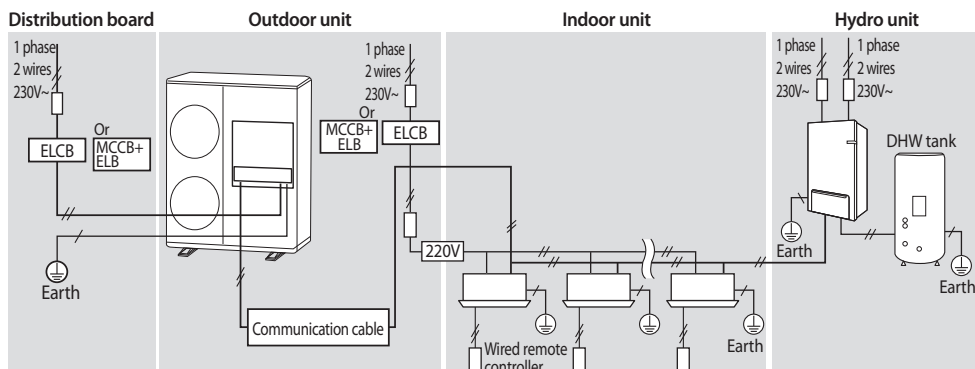 Distribution board
Outdoor unit
Indoor unit
Hydro unit
1 phase
2 wires
230V~
Or
ELCB
MCCB+
ELB
Earth
1 phase
2 wires
230V~
Or
MCCB+
ELB
ELCB
220V
Communication cable
Wired remote
controller
Earth
1 phase
2 wires
230V~
1 phase
2 wires
230V~
DHW tank
Earth
Earth